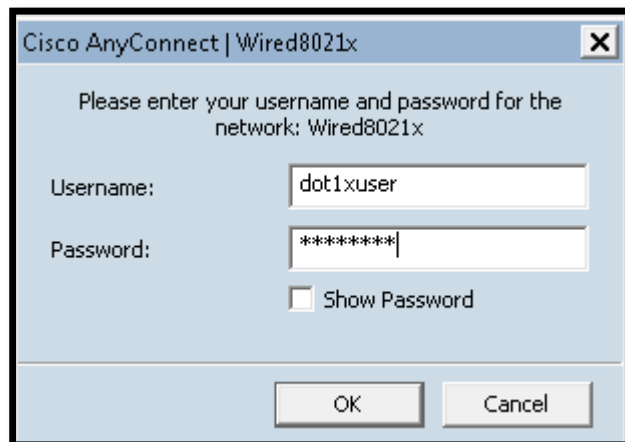 Cisco AnyConnect | Wired8021x
Please enter your username and password for the
network: Wired8021x
Username:
dot1xuser
Password:
********
Show Password
OK Cancel